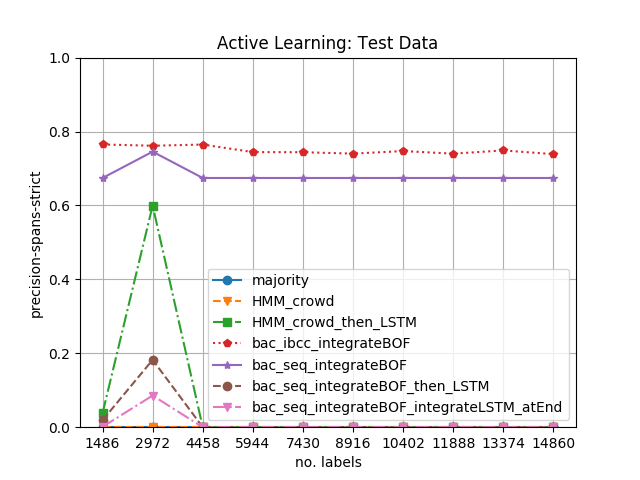 Active Learning: Test Data
precision-spans-strict
1.0
0.8
0.6
0.4
0.2
0.0
majority
HMM_crowd
HMM_crowd_then_LSTM
bac_ibcc_integrateBOF
bac_seq_integrateBOF
bac_seq_integrateBOF_then_LSTM
bac_seq_integrateBOF_integrateLSTM_atEnd
1486 2972 4458 5944 7430 8916 10402 11888 13374 14860
no. labels